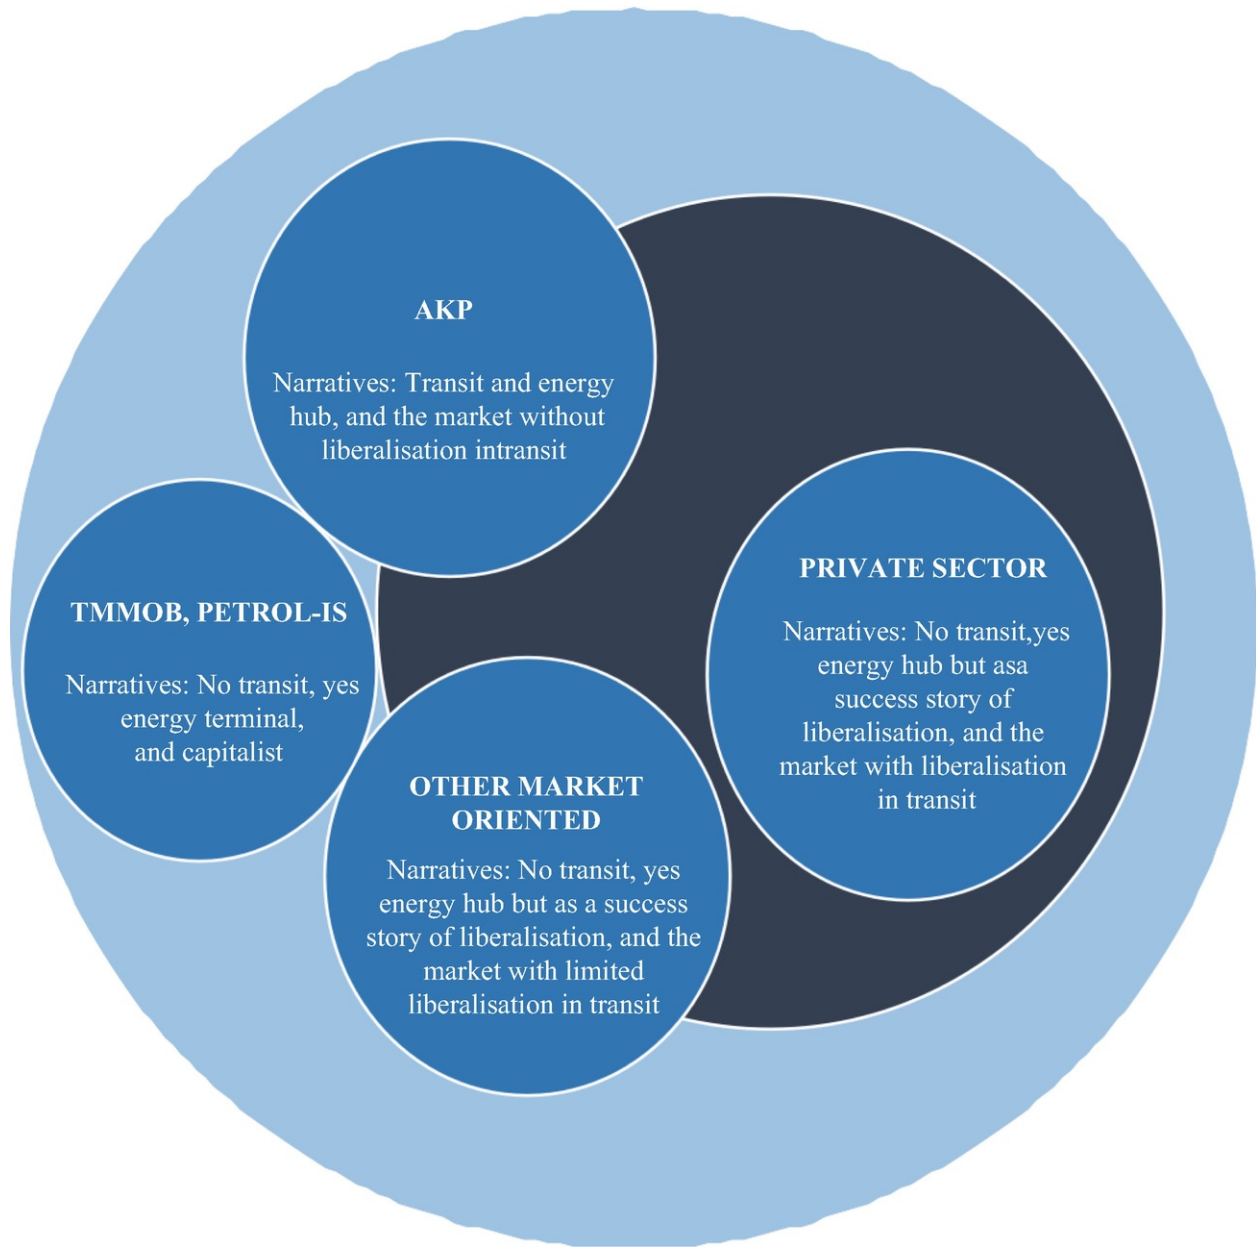 AKP
Narratives: Transit and energy
hub, and the market without
liberalisation intransit
TMMOB, PETROL-IS
Narratives: No transit, yes
energy terminal,
and capitalist
OTHER MARKET
ORIENTED
Narratives: No transit, yes
energy hub but as a success
story of liberalisation, and the
market with limited
liberalisation in transit
PRIVATE SECTOR
Narratives: No transit,yes
energy hub but asa
success story of
liberalisation, and the
market with liberalisation
in transit